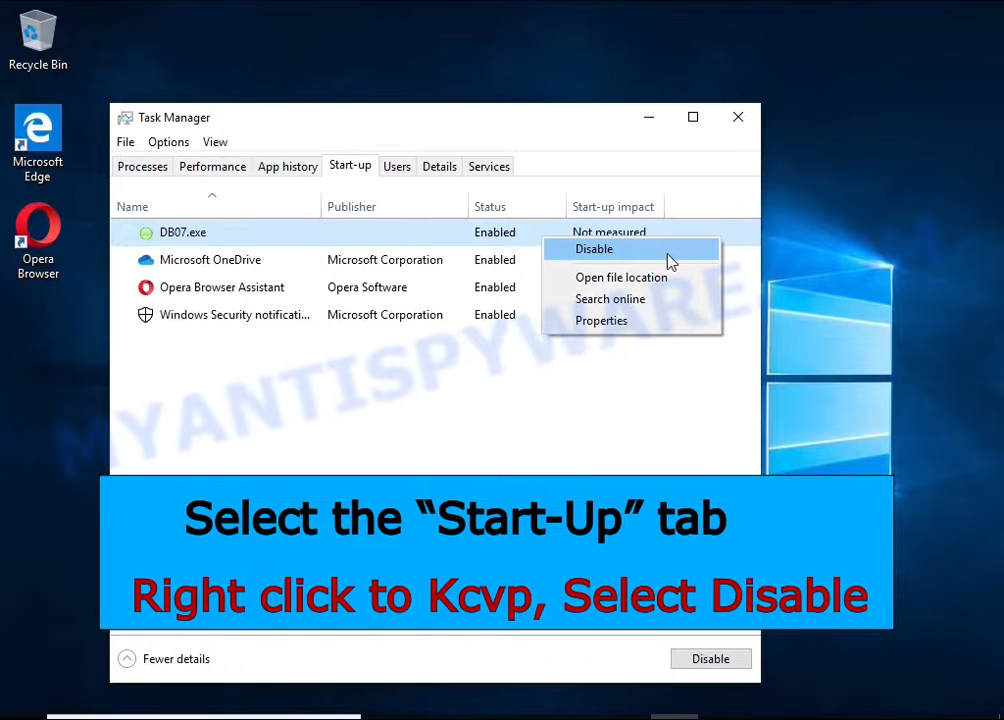 Recycle Bin
Microsoft
Edge
Opera
Browser
Task Manager
File Options View
Processes Performance App history Start-up Users Details Services
Name Publisher Status Start-up impact
DB07.exe Enabled Not measured
Microsoft OneDrive Microsoft Corporation Enabled
Opera Browser Assistant Opera Software Enabled
Windows Security notificati... Microsoft Corporation Enabled
Disable
Open file location
Search online
Properties
MYANTISPYWARE.
Select the “Start-Up” tab
Right click to Kcvp, Select Disable
Fewer details Disable